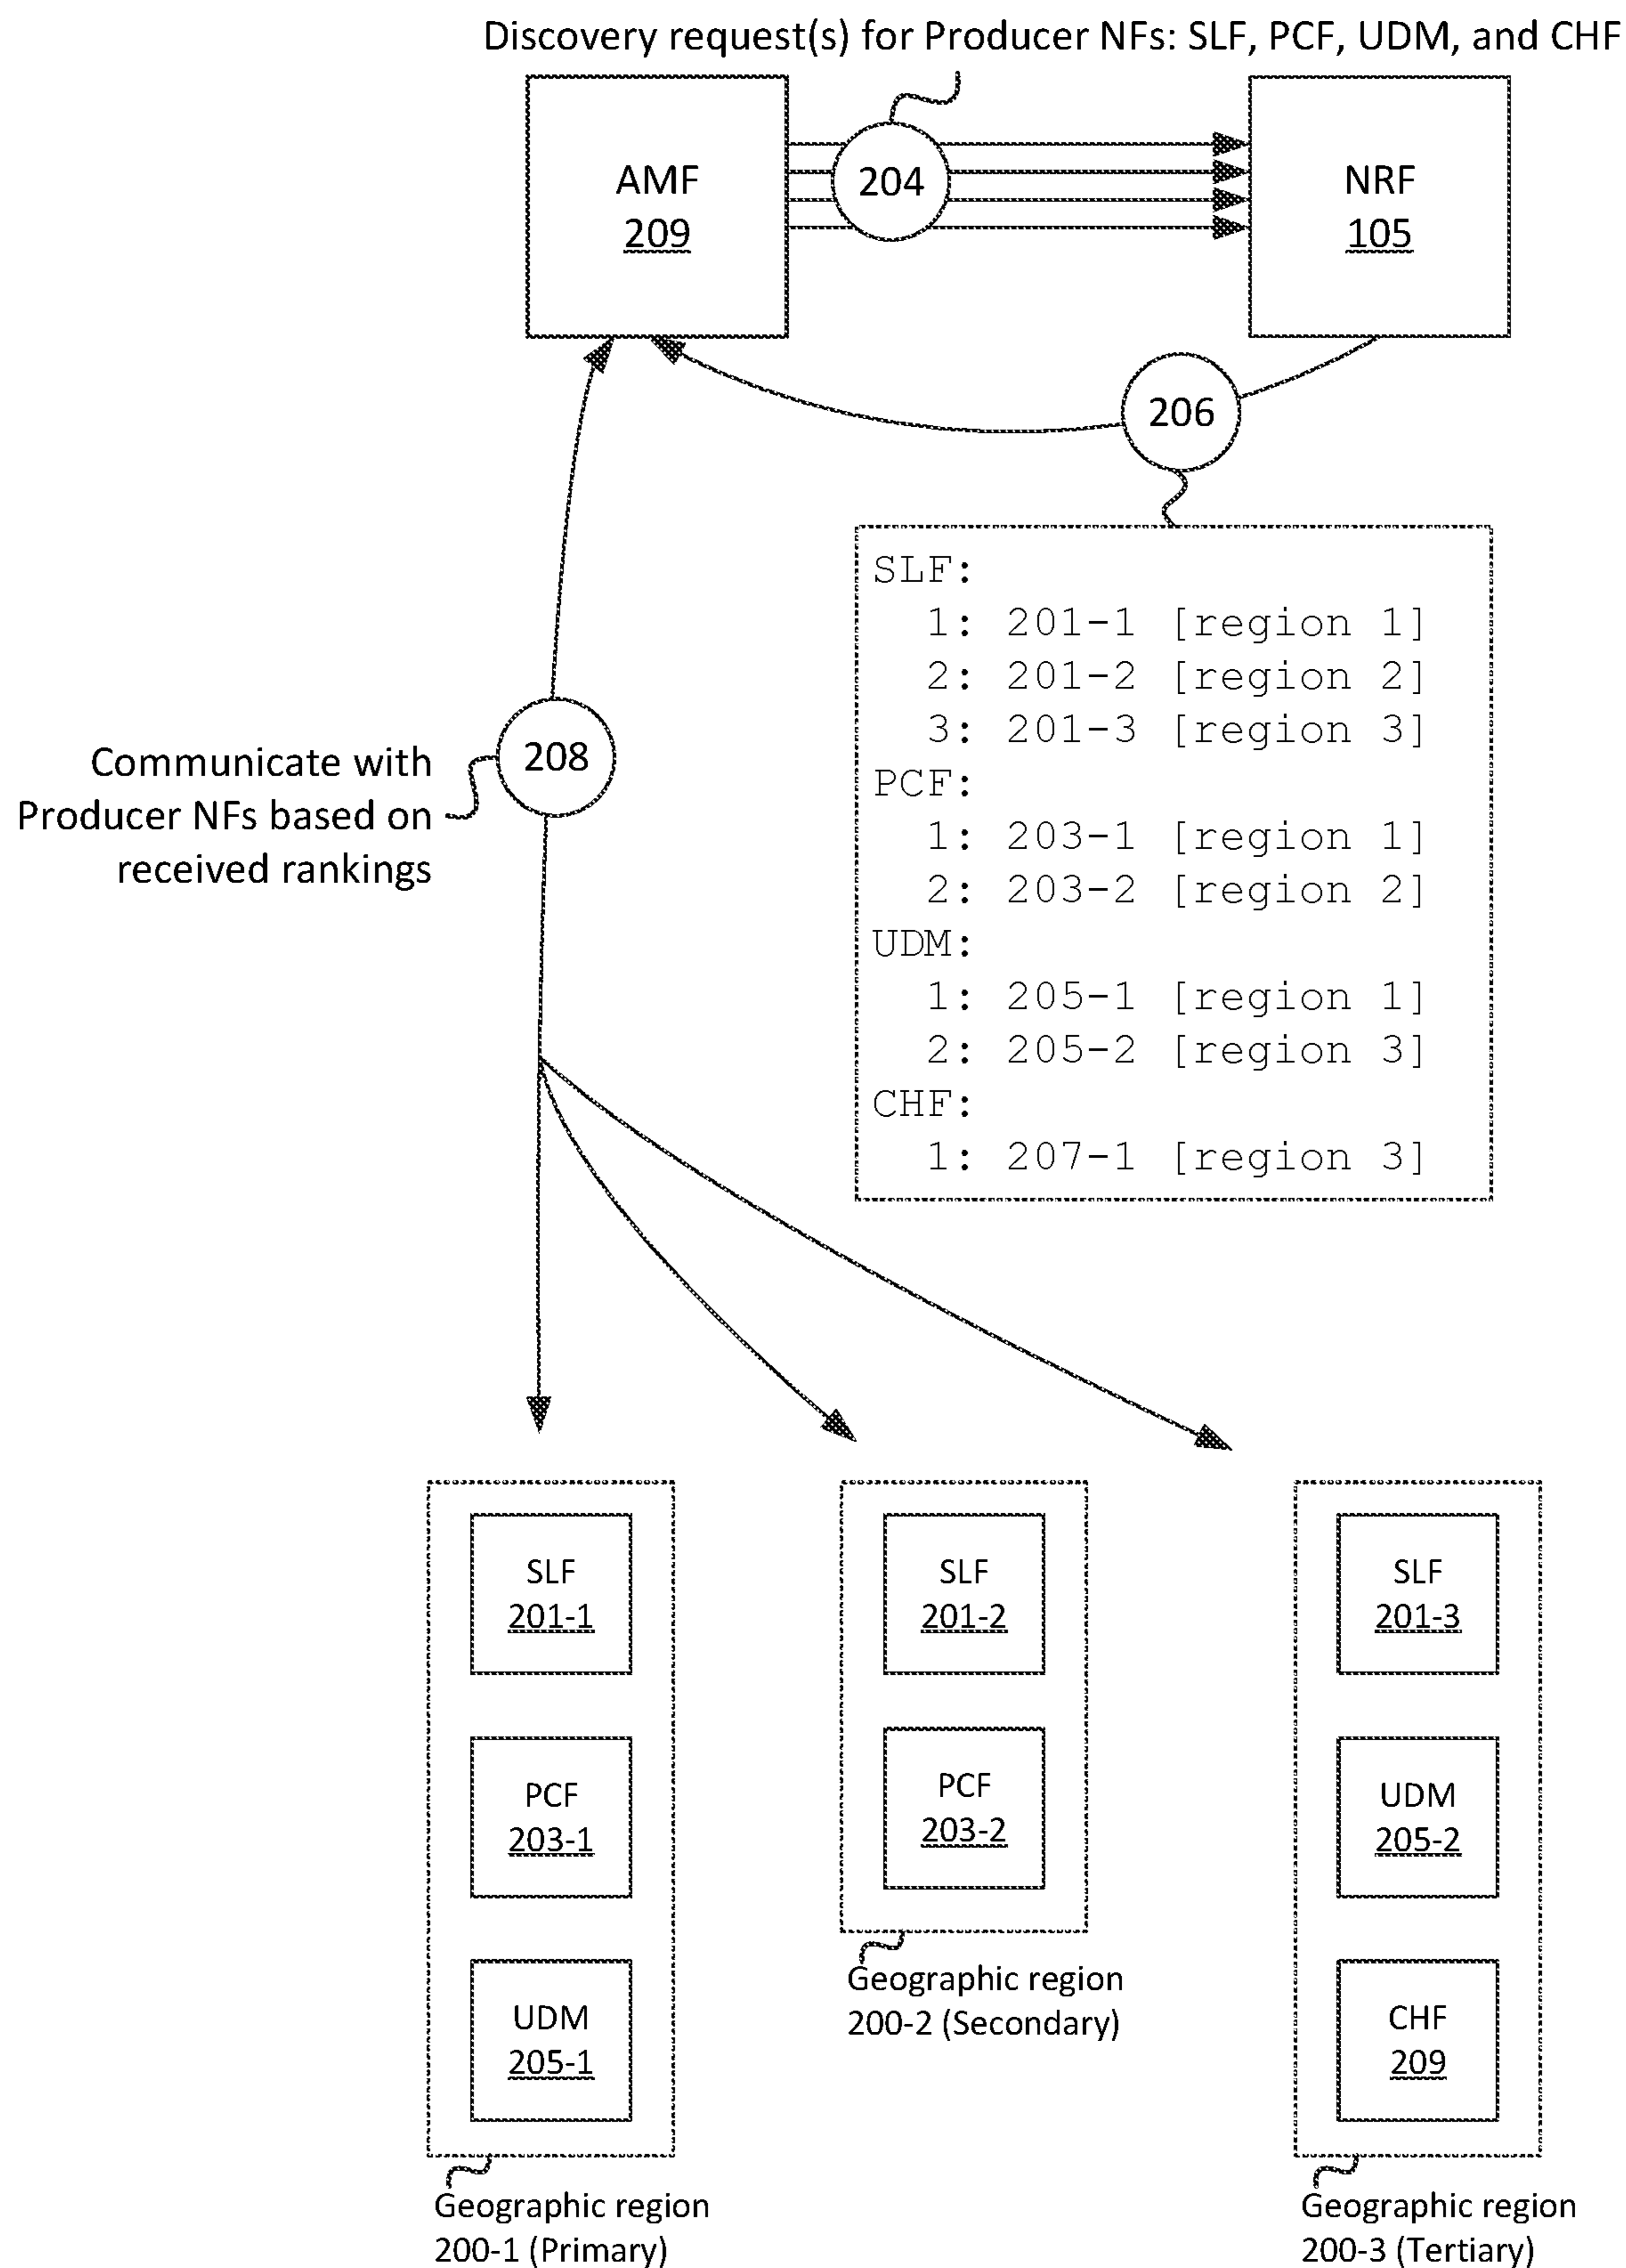 Discovery request(s) for Producer NFs: SLF, PCF, UDM, and CHF
AMF
209
204
NRF
105
206
SLF:
1: 201-1 [region 1]
2: 201-2 [region 2]
3: 201-3 [region 3]
PCF:
1: 203-1 [region 1]
2: 203-2 [region 2]
UDM:
1: 205-1 [region 1]
2: 205-2 [region 3]
CHF:
1: 207-1 [region 3]
208
Communicate with
Producer NFs based on
received rankings
SLF
201-1
PCF
203-1
UDM
205-1
Geographic region
200-1 (Primary)
SLF
201-2
PCF
203-2
Geographic region
200-2 (Secondary)
SLF
201-3
UDM
205-2
CHF
209
Geographic region
200-3 (Tertiary)